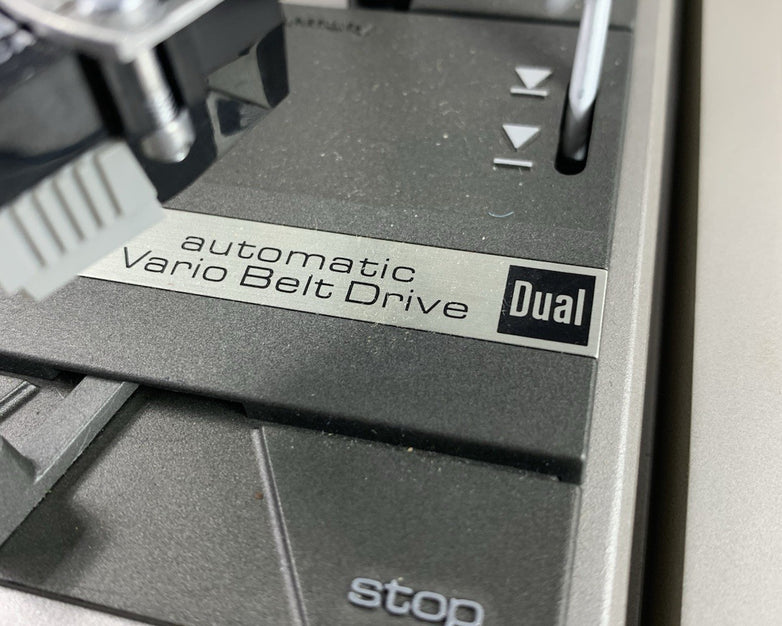 automatic
Vario Belt Drive
Dual
stop